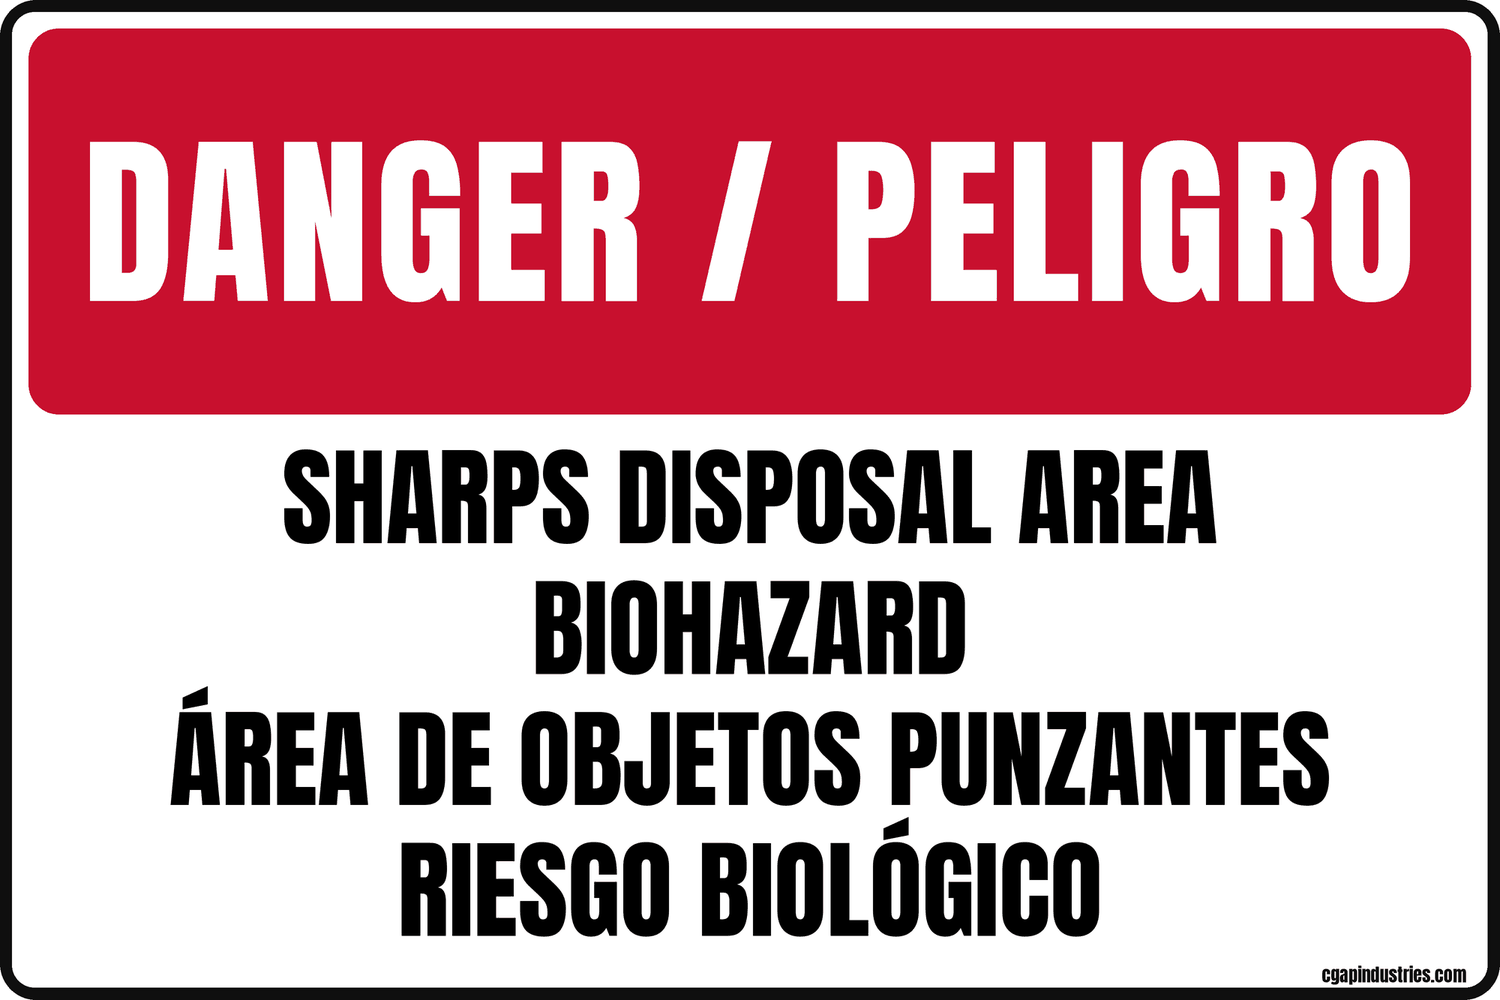 DANGER / PELIGRO
SHARPS DISPOSAL AREA
BIOHAZARD
ÁREA DE OBJETOS PUNZANTES
RIESGO BIOLÓGICO
cgapindustries.com